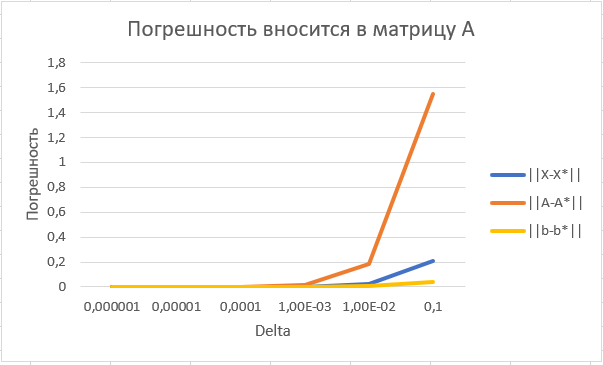 Погрешность вносится в матрицу А
1,8
1,6
1,4
1,2
1
0,8
0,6
0,4
0,2
0
Погрешность
0,000001 0,00001 0,0001 1,00E-03 1,00E-02 0,1
Delta
||X-X*||
||A-A*||
||b-b*||